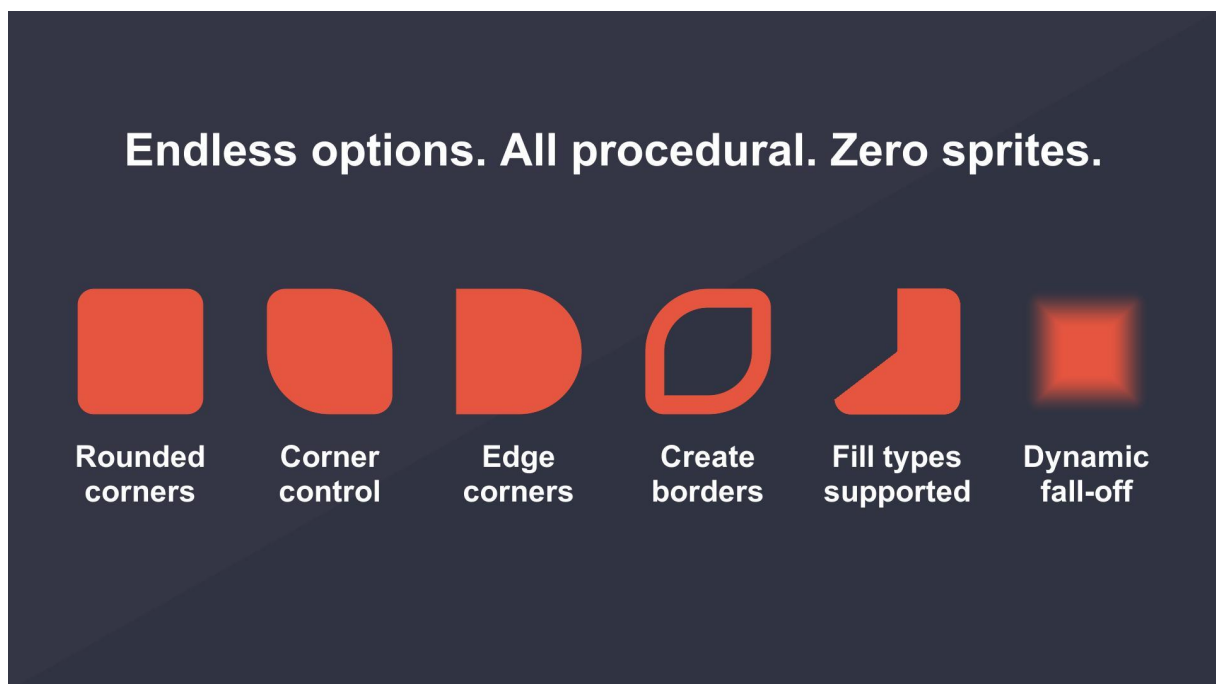 Endless options. All procedural. Zero sprites.
Rounded
corners
Corner
control
Edge
corners
Create
borders
Fill types
supported
Dynamic
fall-off